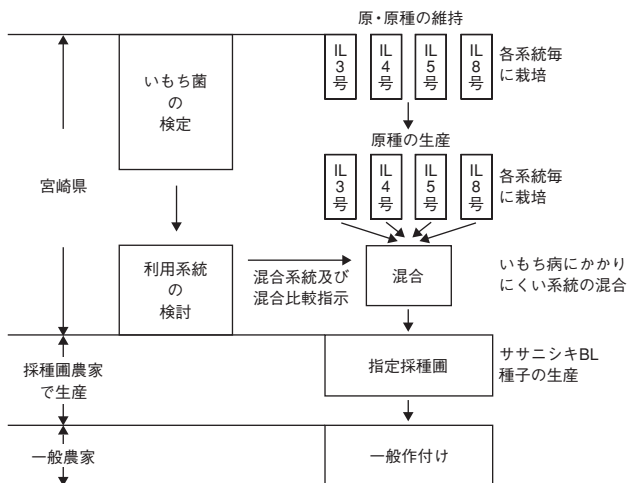 原・原種の維持
いもち菌
の
検定
IL
3
号
IL
4
号
IL
5
号
IL
8
号
各系統毎
に栽培
原種の生産
宮崎県
IL
3
号
IL
4
号
IL
5
号
IL
8
号
各系統毎
に栽培
利用系統
の
検討
混合系統及び
混合比較指示
混合
いもち病にかかり
にくい系統の混合
採種圃農家
で生産
指定採種圃
ササニシキBL
種子の生産
一般農家
一般作付け